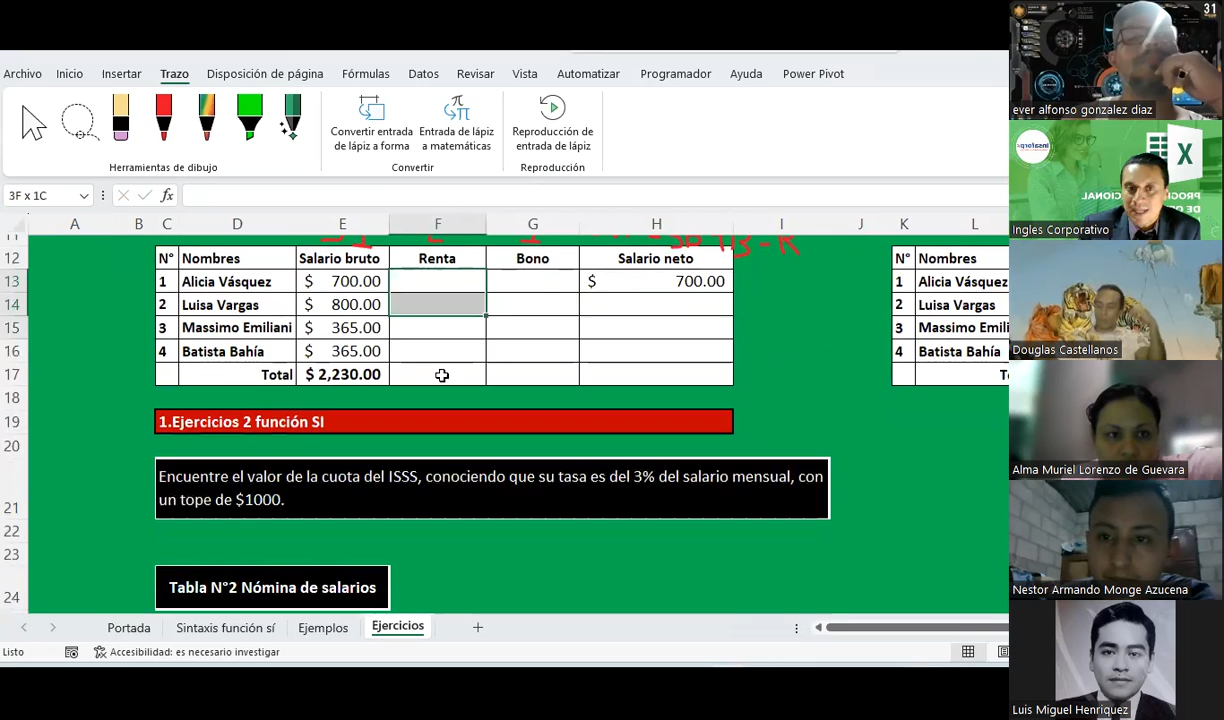 Archivo Inicio Insertar Trazo Disposición de página Fórmulas Datos Revisar Vista Automatizar Programador Ayuda Power Pivot
Convertir entrada de lápiz a forma
Entrada de lápiz a matemáticas
Reproducción de entrada de lápiz
Herramientas de dibujo Convertir Reproducción
3F x 1C fx
A B C D E F G H I J K L
12 N° Nombres Salario bruto Renta Bono Salario neto N° Nombres
13 1 Alicia Vásquez $ 700.00 $ 700.00 1 Alicia Vásquez
14 2 Luisa Vargas $ 800.00 2 Luisa Vargas
15 3 Massimo Emiliani $ 365.00 3 Massimo Emili
16 4 Batista Bahía $ 365.00 4 Batista Bahía
17 Total $ 2,230.00
18
19 1.Ejercicios 2 función SI
20
21 Encuentre el valor de la cuota del ISSS, conociendo que su tasa es del 3% del salario mensual, con
un tope de $1000.
22
23
24 Tabla N°2 Nómina de salarios
Portada Sintaxis función sí Ejemplos Ejercicios
Listo Accesibilidad: es necesario investigar
31
ever alfonso gonzalez diaz
insaforp
X
Ingles Corporativo
Douglas Castellanos
Alma Muriel Lorenzo de Guevara
Nestor Armando Monge Azucena
Luis Miguel Henriquez